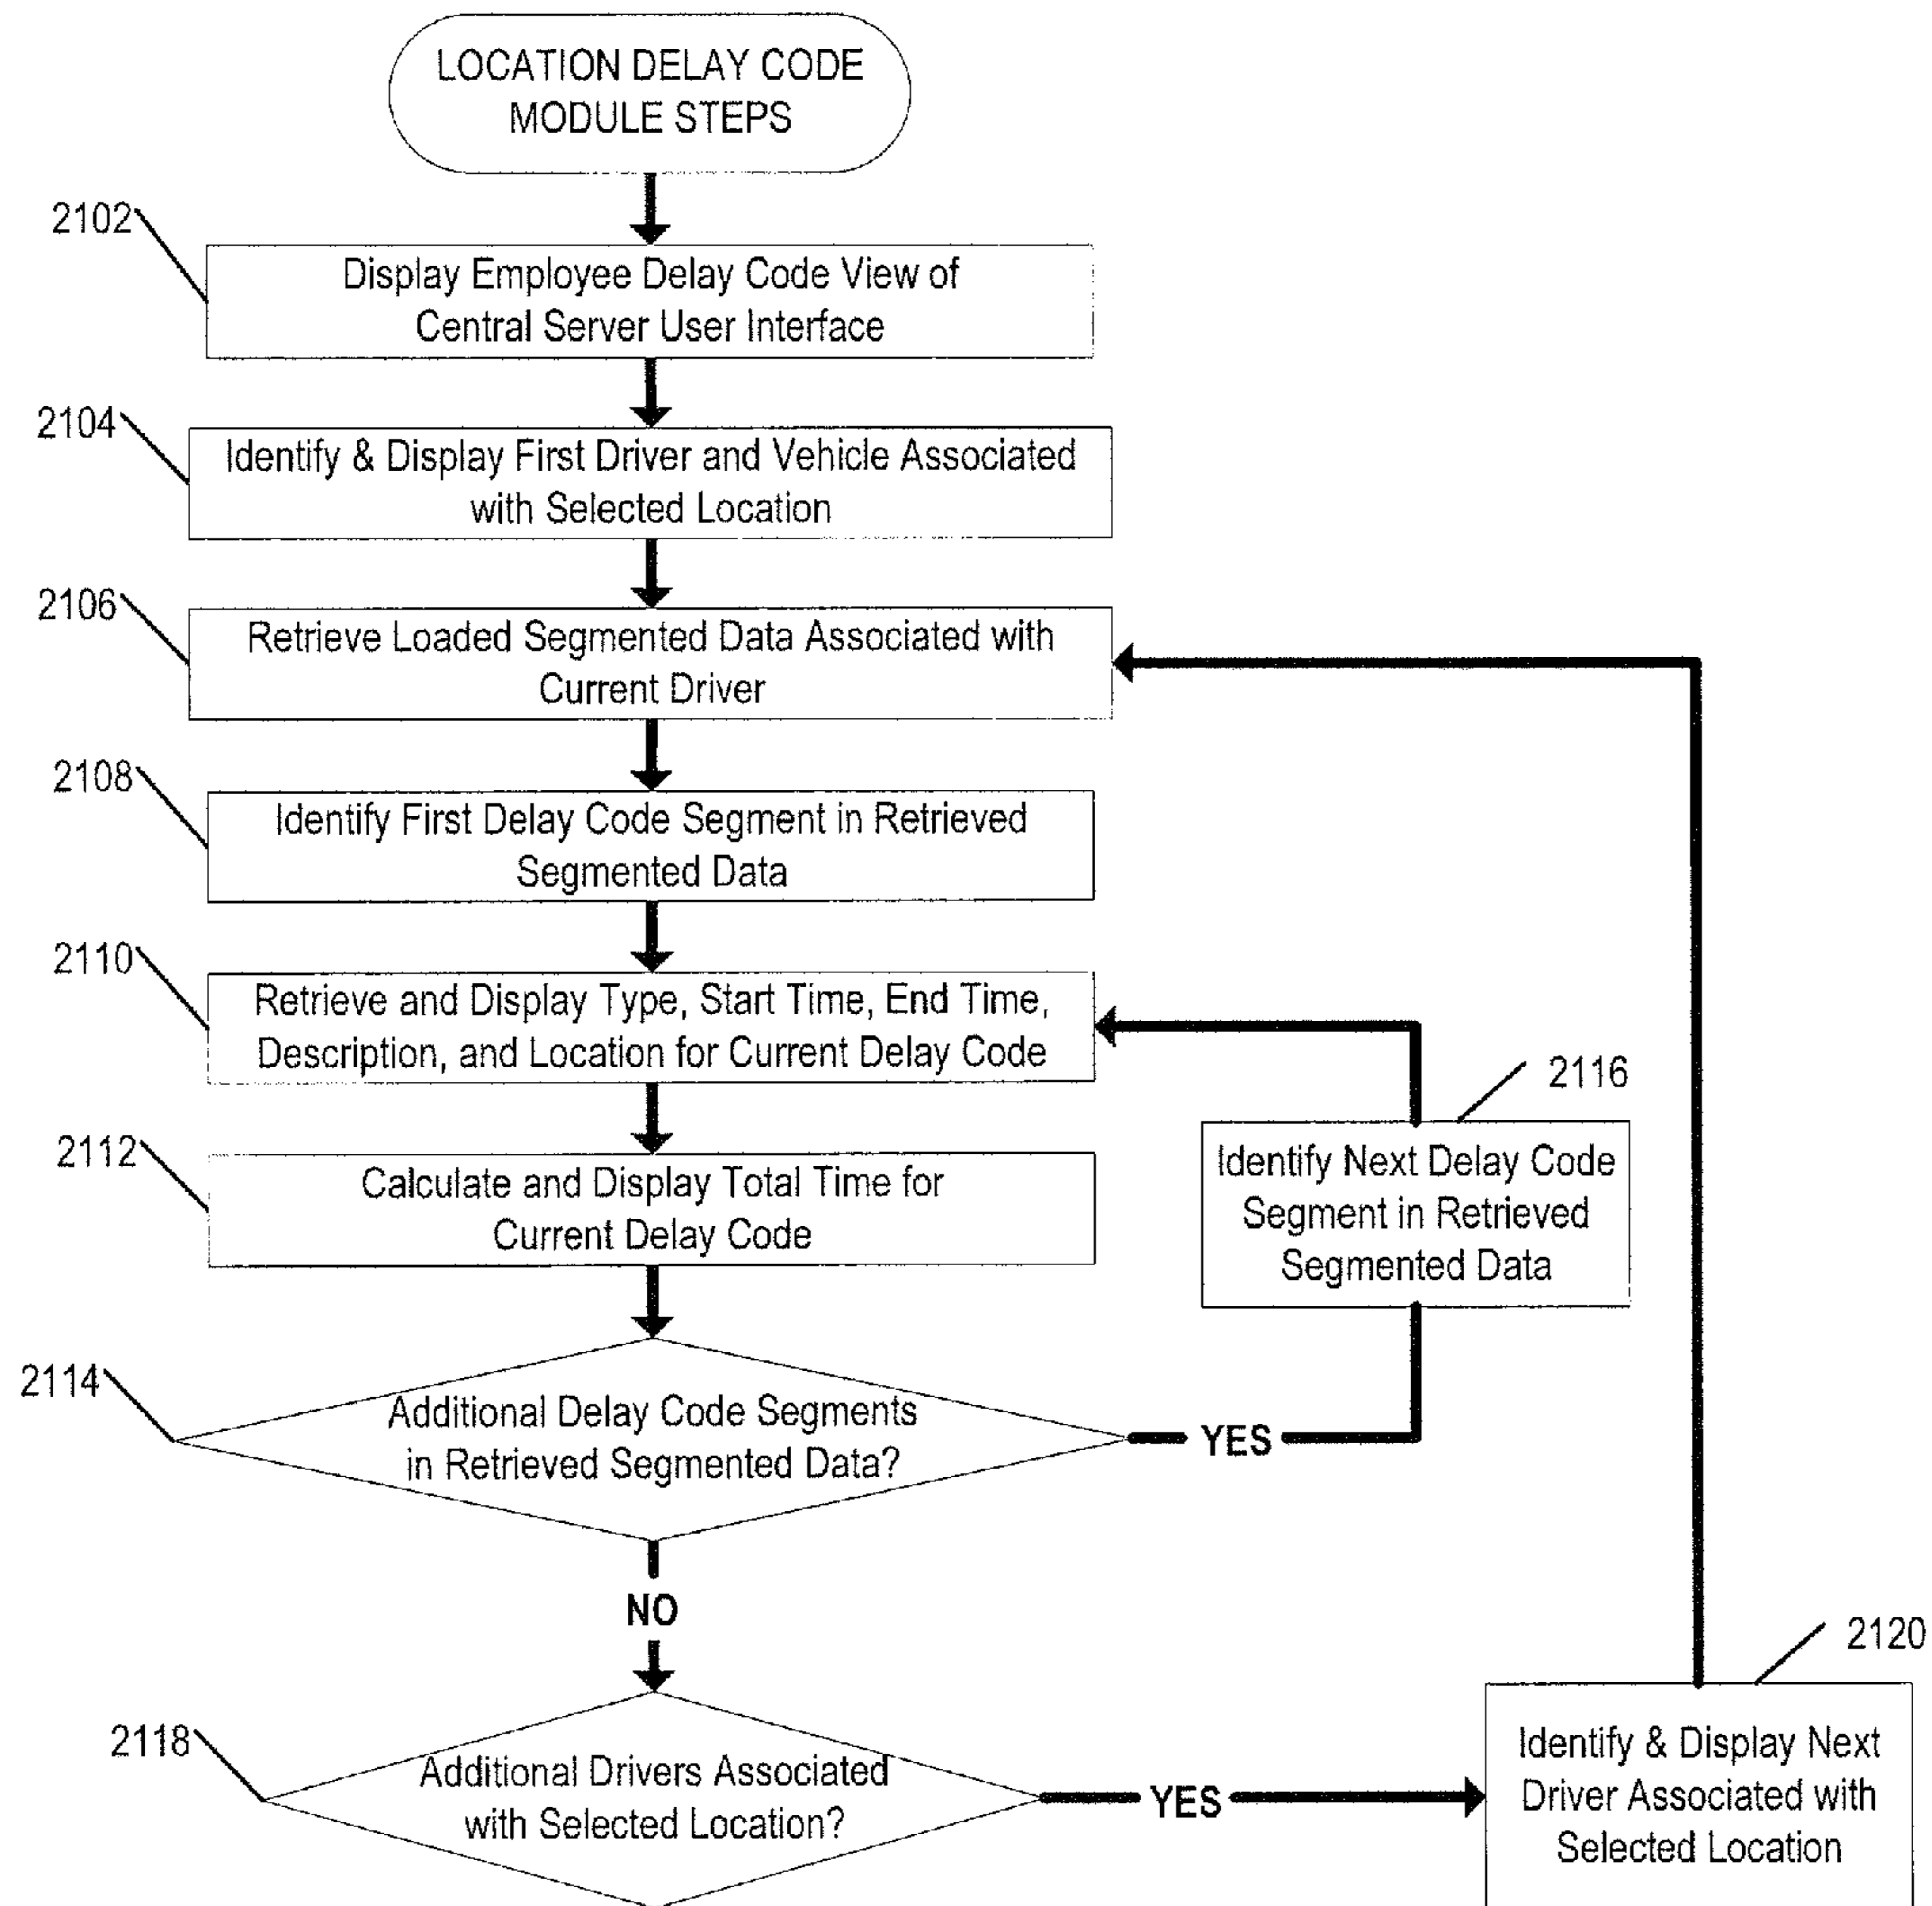 LOCATION DELAY CODE
MODULE STEPS
2102
Display Employee Delay Code View of
Central Server User Interface
2104
Identify & Display First Driver and Vehicle Associated
with Selected Location
2106
Retrieve Loaded Segmented Data Associated with
Current Driver
2108
Identify First Delay Code Segment in Retrieved
Segmented Data
2110
Retrieve and Display Type, Start Time, End Time,
Description, and Location for Current Delay Code
2116
Identify Next Delay Code
Segment in Retrieved
Segmented Data
2112
Calculate and Display Total Time for
Current Delay Code
2114
Additional Delay Code Segments
in Retrieved Segmented Data?
YES
NO
2118
Additional Drivers Associated
with Selected Location?
YES
2120
Identify & Display Next
Driver Associated with
Selected Location